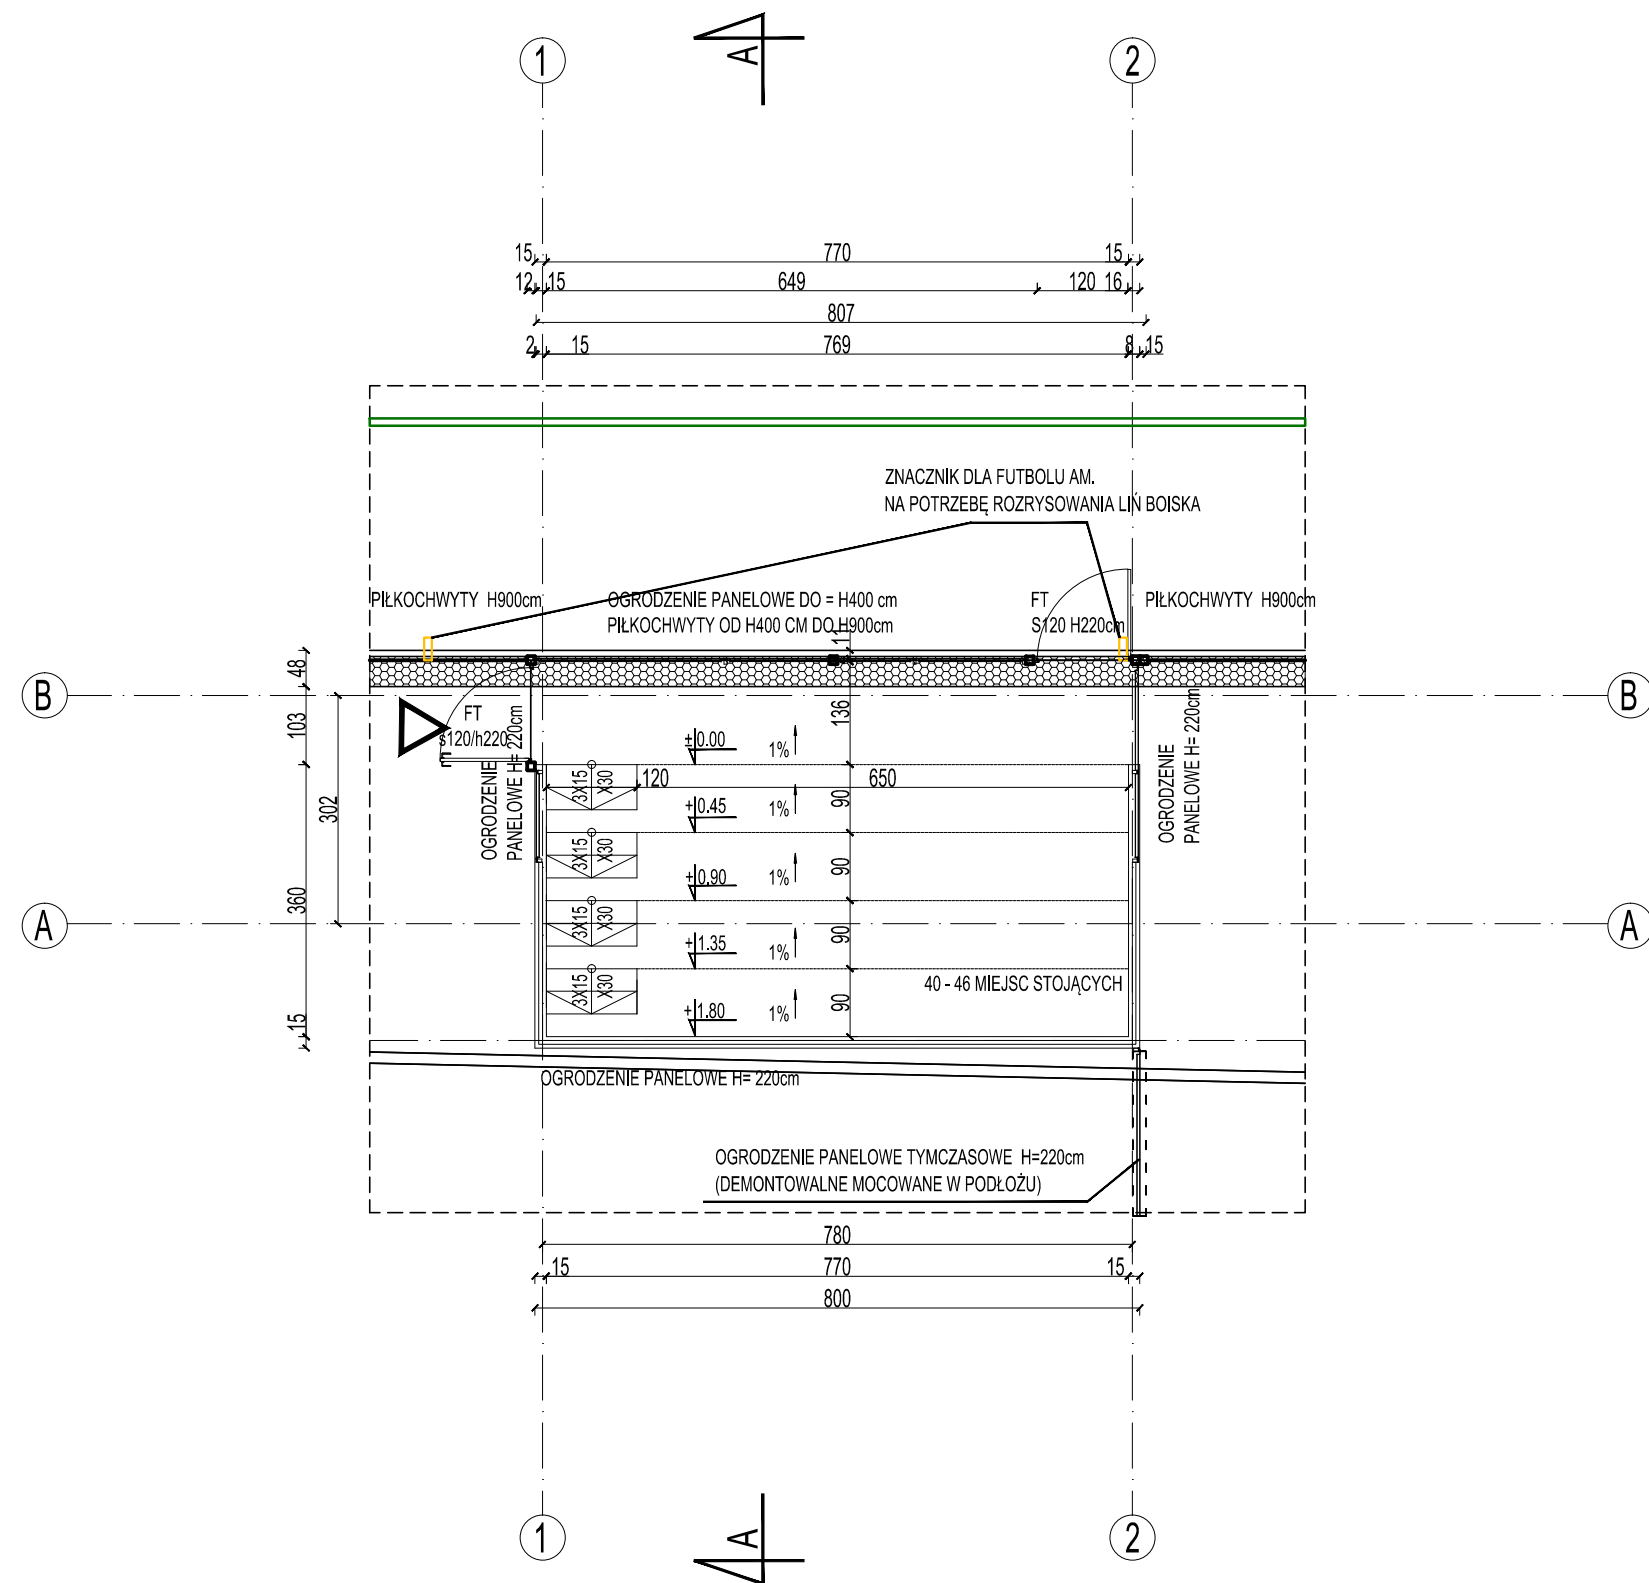 1
A
2
15
770
15
12
15
649
120
16
807
2
15
769
8
15
ZNACZNIK DLA FUTBOLU AM.
NA POTRZEBĘ ROZRYSOWANIA LIN BOISKA
PIŁKOCHWYTY H900cm
OGRODZENIE PANELOWE DO = H400 cm
PIŁKOCHWYTY OD H400 CM DO H900cm
FT
S120 H220cm
PIŁKOCHWYTY H900cm
11
48
B
B
103
136
FT
s120/h220
OGRODZENIE
PANELOWE H= 220cm
OGRODZENIE
PANELOWE H= 220cm
±0.00
1%
3X15
X30
120
650
90
302
+0.45
1%
3X15
X30
90
+0.90
1%
360
3X15
X30
90
A
A
+1.35
1%
3X15
X30
90
40 - 46 MIEJSC STOJĄCYCH
+1.80
1%
15
OGRODZENIE PANELOWE H= 220cm
OGRODZENIE PANELOWE TYMCZASOWE H=220cm
(DEMONTOWALNE MOCOWANE W PODŁOŻU)
780
15
770
15
800
1
A
2